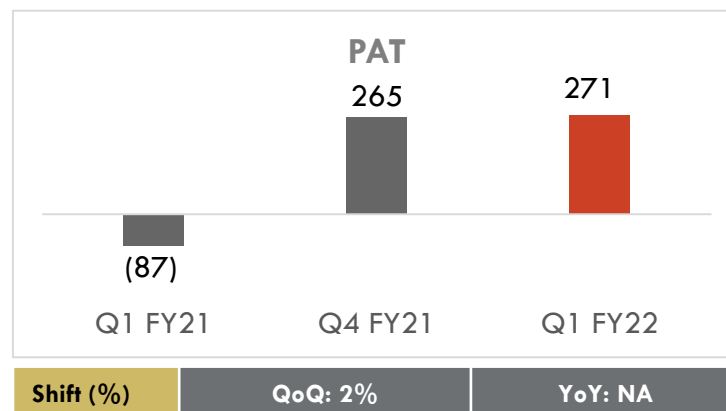 PAT
265
271
(87)
Q1 FY21 Q4 FY21 Q1 FY22
Shift (%) QoQ: 2% YoY: NA